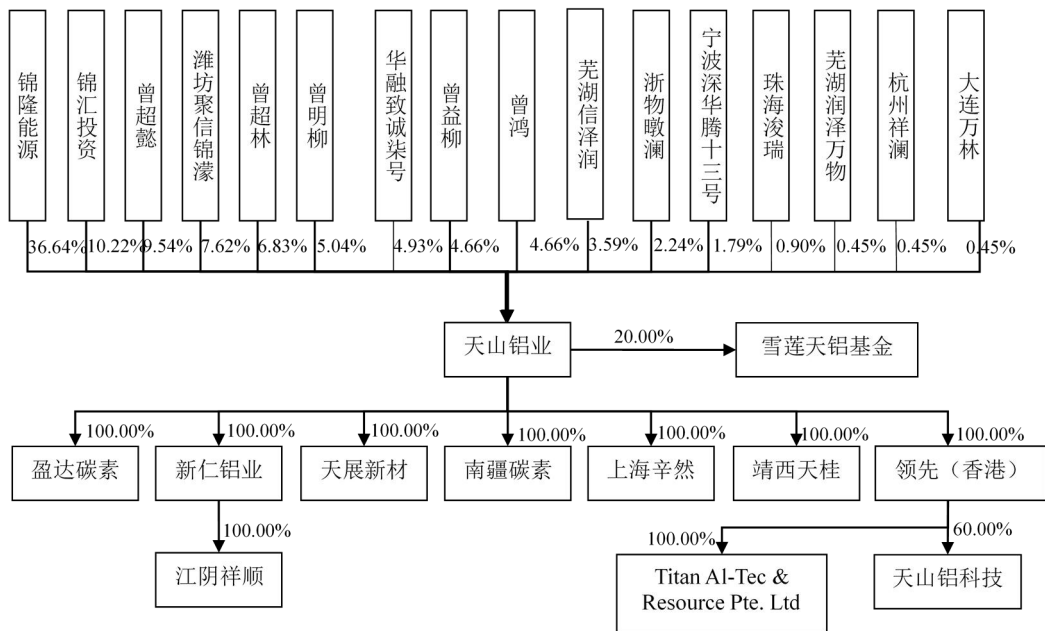 锦隆能源
锦汇投资
曾超懿
潍坊聚信锦濛
曾超林
曾明柳
华融致诚柒号
曾益柳
曾鸿
芜湖信泽润
浙物暾澜
宁波深华腾十三号
珠海浚瑞
芜湖润泽万物
杭州祥澜
大连万林
36.64%
10.22%
9.54%
7.62%
6.83%
5.04%
4.93%
4.66%
4.66%
3.59%
2.24%
1.79%
0.90%
0.45%
0.45%
0.45%
天山铝业
20.00%
雪莲天铝基金
100.00%
100.00%
100.00%
100.00%
100.00%
100.00%
100.00%
盈达碳素
新仁铝业
天展新材
南疆碳素
上海辛然
靖西天桂
领先（香港）
100.00%
100.00%
60.00%
江阴祥顺
Titan Al-Tec &
Resource Pte. Ltd
天山铝科技